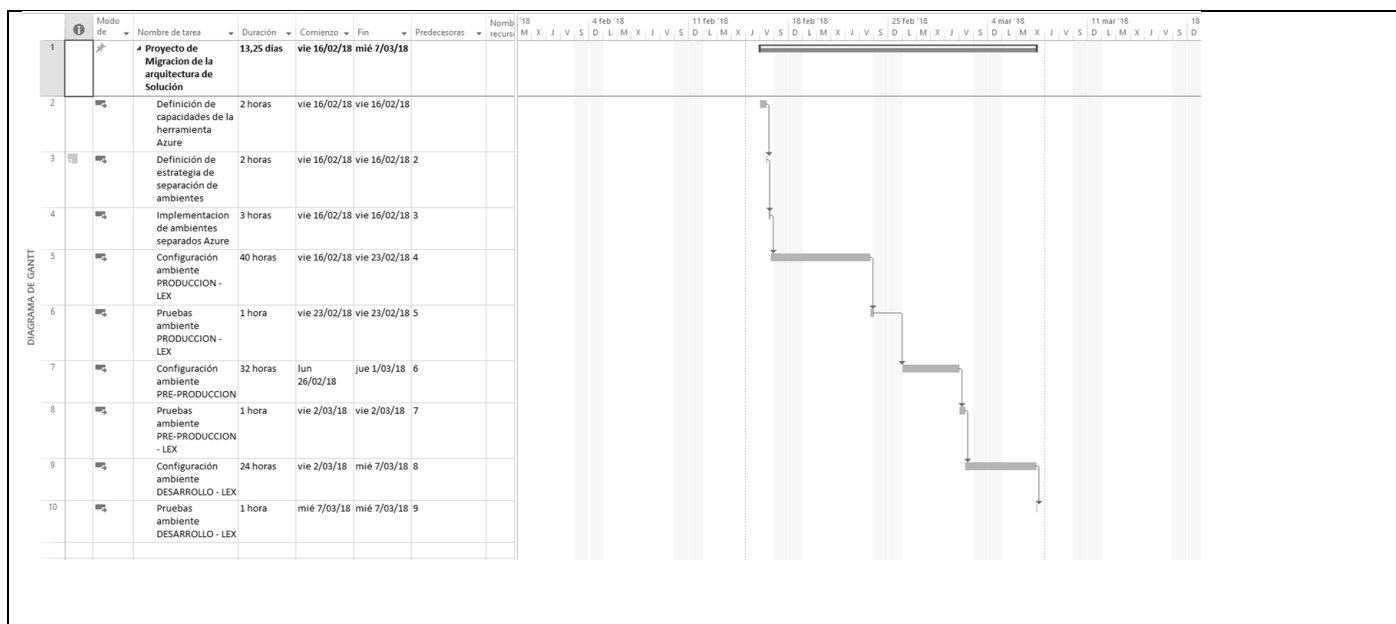 Modo de Nombre de tarea Duración Comienzo Fin Predecesoras Nomb recurs
'18 4 feb '18 11 feb '18 18 feb '18 25 feb '18 4 mar '18 11 mar '18 18
M X J V S D L M X J V S D L M X J V S D L M X J V S D L M X J V S D L M X J V S D L M X J V S D
DIAGRAMA DE GANTT
1 Proyecto de 13,25 días vie 16/02/18 mié 7/03/18
Migracion de la
arquitectura de
Solución
2 Definición de 2 horas vie 16/02/18 vie 16/02/18
capacidades de la
herramienta
Azure
3 Definición de 2 horas vie 16/02/18 vie 16/02/18 2
estrategia de
separación de
ambientes
4 Implementacion 3 horas vie 16/02/18 vie 16/02/18 3
de ambientes
separados Azure
5 Configuración 40 horas vie 16/02/18 vie 23/02/18 4
ambiente
PRODUCCION -
LEX
6 Pruebas 1 hora vie 23/02/18 vie 23/02/18 5
ambiente
PRODUCCION -
LEX
7 Configuración 32 horas lun jue 1/03/18 6
ambiente 26/02/18
PRE-PRODUCCION
8 Pruebas 1 hora vie 2/03/18 vie 2/03/18 7
ambiente
PRE-PRODUCCION
- LEX
9 Configuración 24 horas vie 2/03/18 mié 7/03/18 8
ambiente
DESARROLLO - LEX
10 Pruebas 1 hora mié 7/03/18 mié 7/03/18 9
ambiente
DESARROLLO - LEX